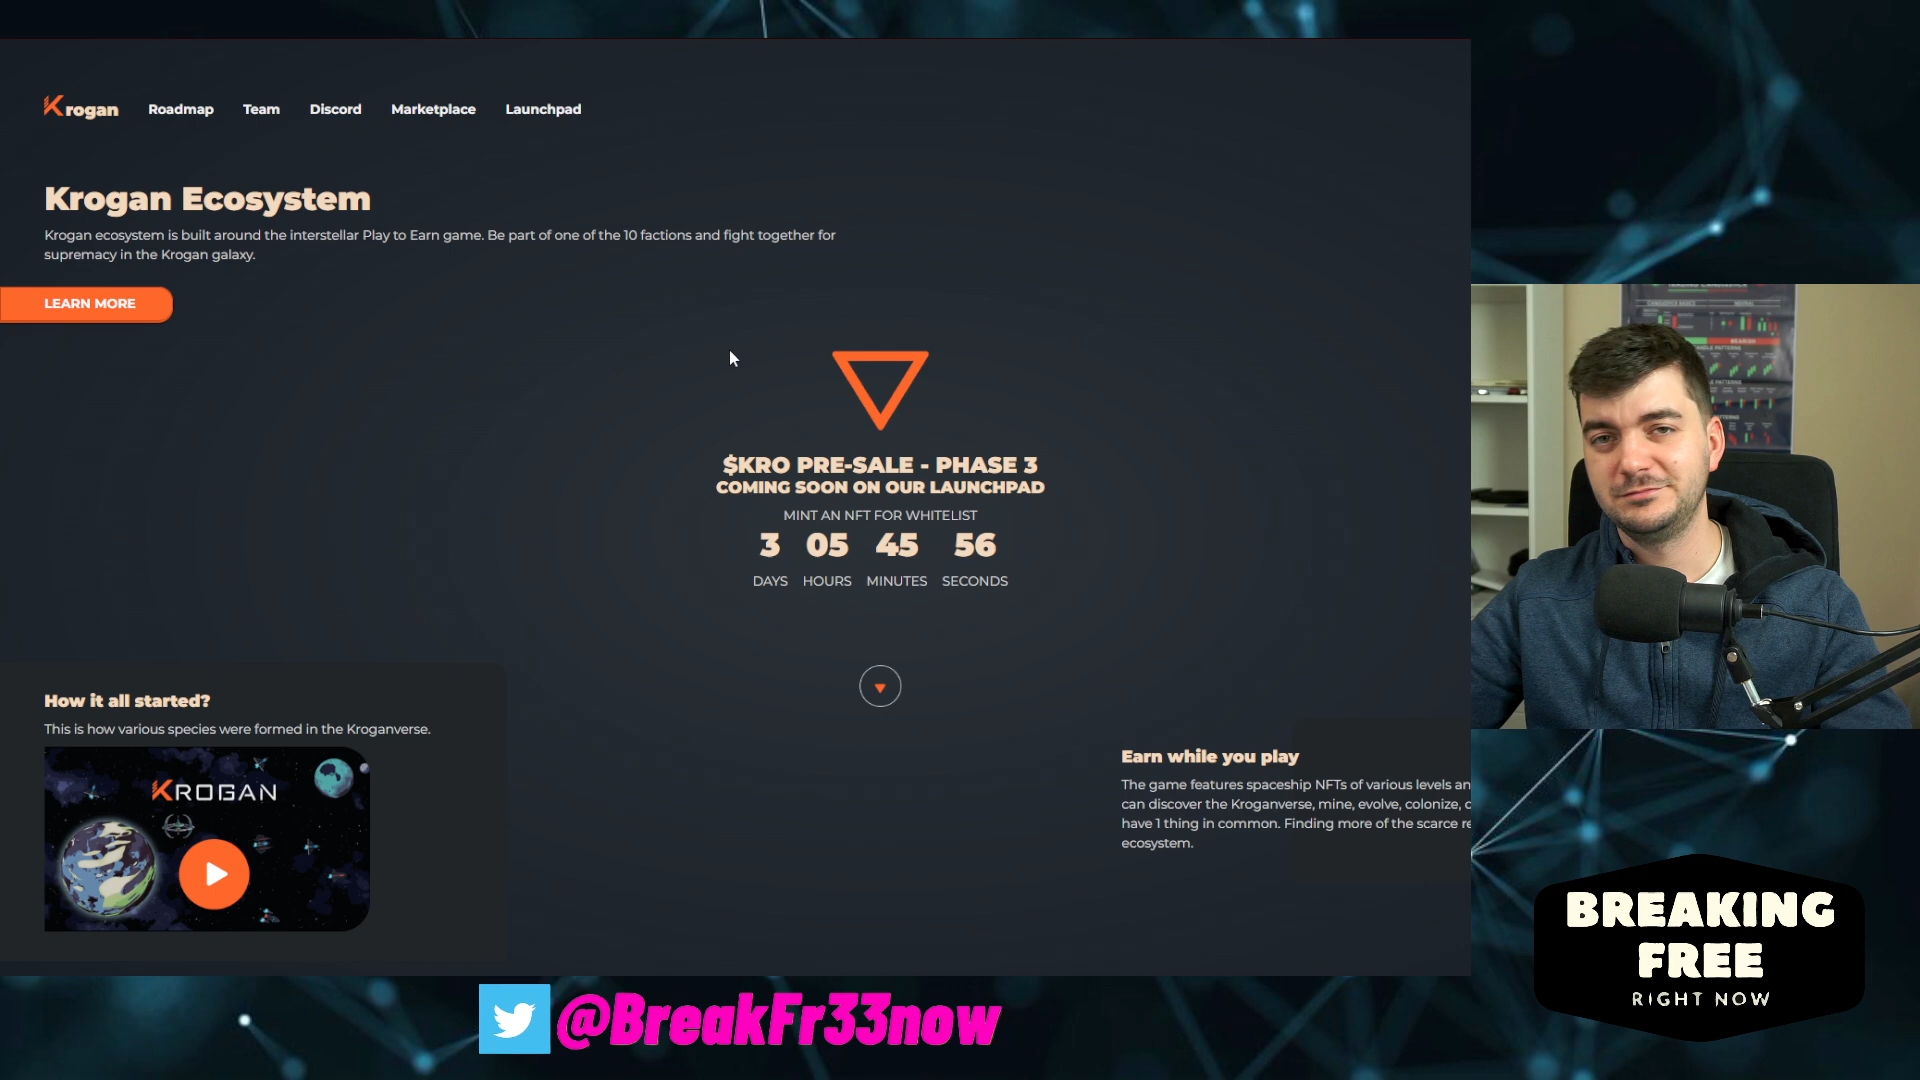 Krogan Roadmap Team Discord Marketplace Launchpad
Krogan Ecosystem
Krogan ecosystem is built around the interstellar Play to Earn game. Be part of one of the 10 factions and fight together for
supremacy in the Krogan galaxy.
LEARN MORE
$KRO PRE-SALE - PHASE 3
COMING SOON ON OUR LAUNCHPAD
MINT AN NFT FOR WHITELIST
3 05 45 56
DAYS HOURS MINUTES SECONDS
How it all started?
This is how various species were formed in the Kroganverse.
KROGAN
Earn while you play
The game features spaceship NFTs of various levels an
can discover the Kroganverse, mine, evolve, colonize,
have 1 thing in common. Finding more of the scarce re
ecosystem.
BREAKING
FREE
RIGHT NOW
@BreakFr33now